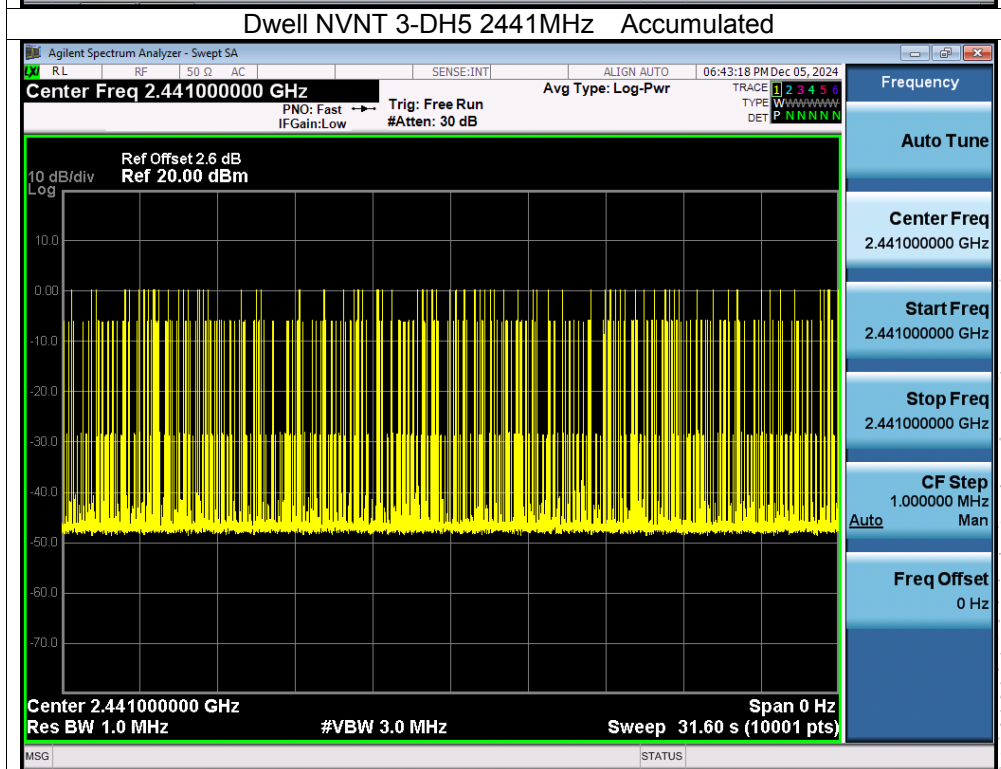 Dwell NVNT 3-DH5 2441MHz Accumulated
Agilent Spectrum Analyzer - Swept SA
LXI RL RF 50 Ω AC SENSE:INT ALIGN AUTO 06:43:18 PM Dec 05, 2024
Center Freq 2.441000000 GHz
PNO: Fast
IFGain:Low
Trig: Free Run
#Atten: 30 dB
Avg Type: Log-Pwr
TRACE 1 2 3 4 5 6
TYPE WWWWWWW
DET P N N N N N
Frequency
Auto Tune
Center Freq
2.441000000 GHz
Start Freq
2.441000000 GHz
Stop Freq
2.441000000 GHz
CF Step
1.000000 MHz
Auto Man
Freq Offset
0 Hz
Ref Offset 2.6 dB
10 dB/div Ref 20.00 dBm
Log
10.0
0.00
-10.0
-20.0
-30.0
-40.0
-50.0
-60.0
-70.0
Center 2.441000000 GHz Span 0 Hz
Res BW 1.0 MHz #VBW 3.0 MHz Sweep 31.60 s (10001 pts)
MSG STATUS